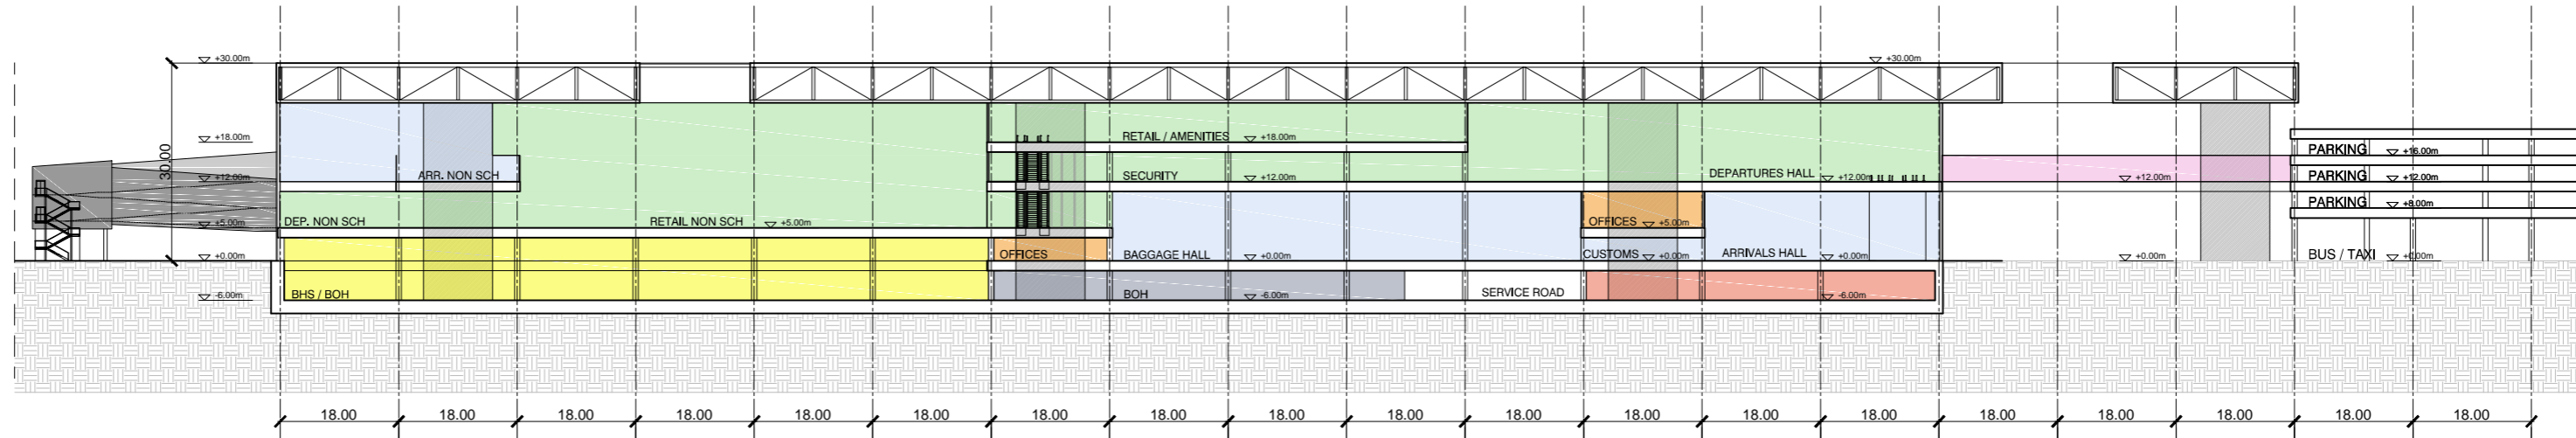 +30.00m
+30.00m
30.00
+18.00m
RETAIL / AMENITIES +18.00m
PARKING +16.00m
ARR. NON SCH
+12.00m
SECURITY +12.00m
DEPARTURES HALL +12.00m
+12.00m
PARKING +12.00m
PARKING +8.00m
+5.00m
DEP. NON SCH
RETAIL NON SCH +5.00m
OFFICES +5.00m
+0.00m
OFFICES
BAGGAGE HALL +0.00m
CUSTOMS +0.00m
ARRIVALS HALL +0.00m
+0.00m
BUS / TAXI +0.00m
-6.00m
BHS / BOH
BOH -6.00m
SERVICE ROAD
-6.00m
18.00 18.00 18.00 18.00 18.00 18.00 18.00 18.00 18.00 18.00 18.00 18.00 18.00 18.00 18.00 18.00 18.00 18.00 18.00